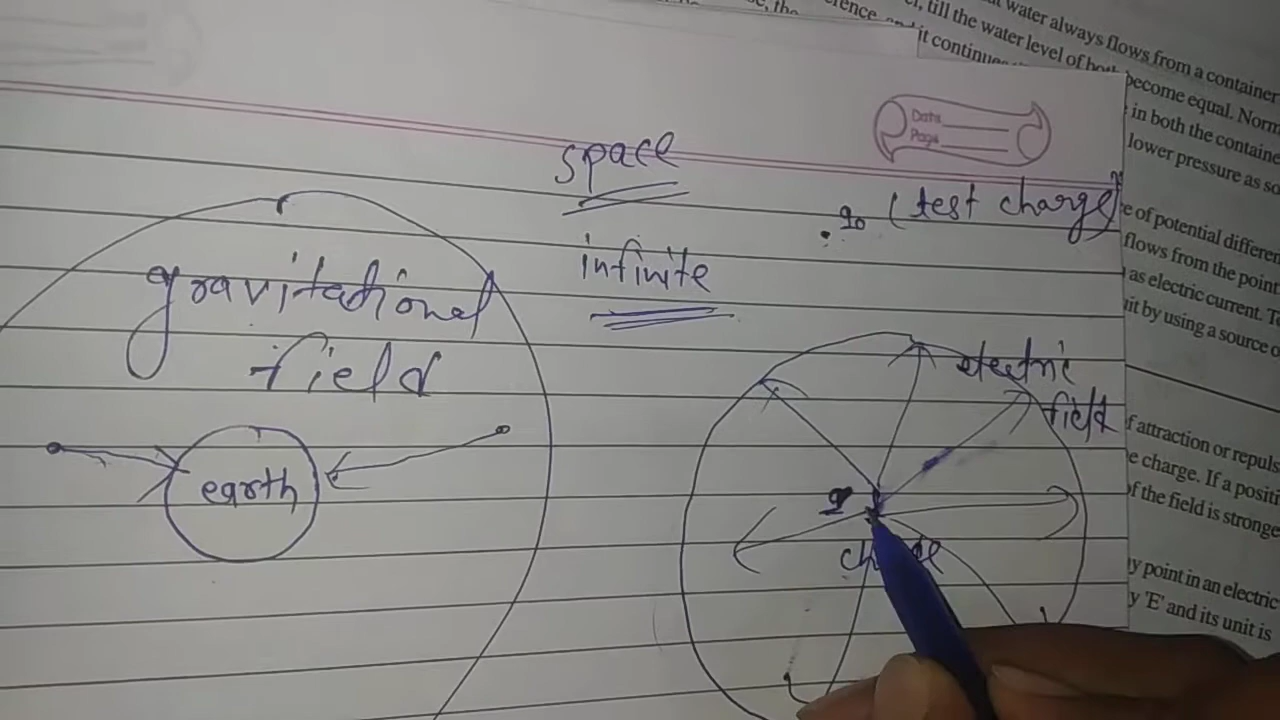 water always flows from a container
, till the water level of both become equal. Norm
it continues in both the containe
lower pressure as so
Date
Page
space
(test charge)
q₀
infinite
gravitational
field
e of potential differen
flows from the point
as electric current. T
it by using a source o
electric
field
earth
q
charge
f attraction or repuls
e charge. If a positi
f the field is stronge
y point in an electric
y 'E' and its unit is